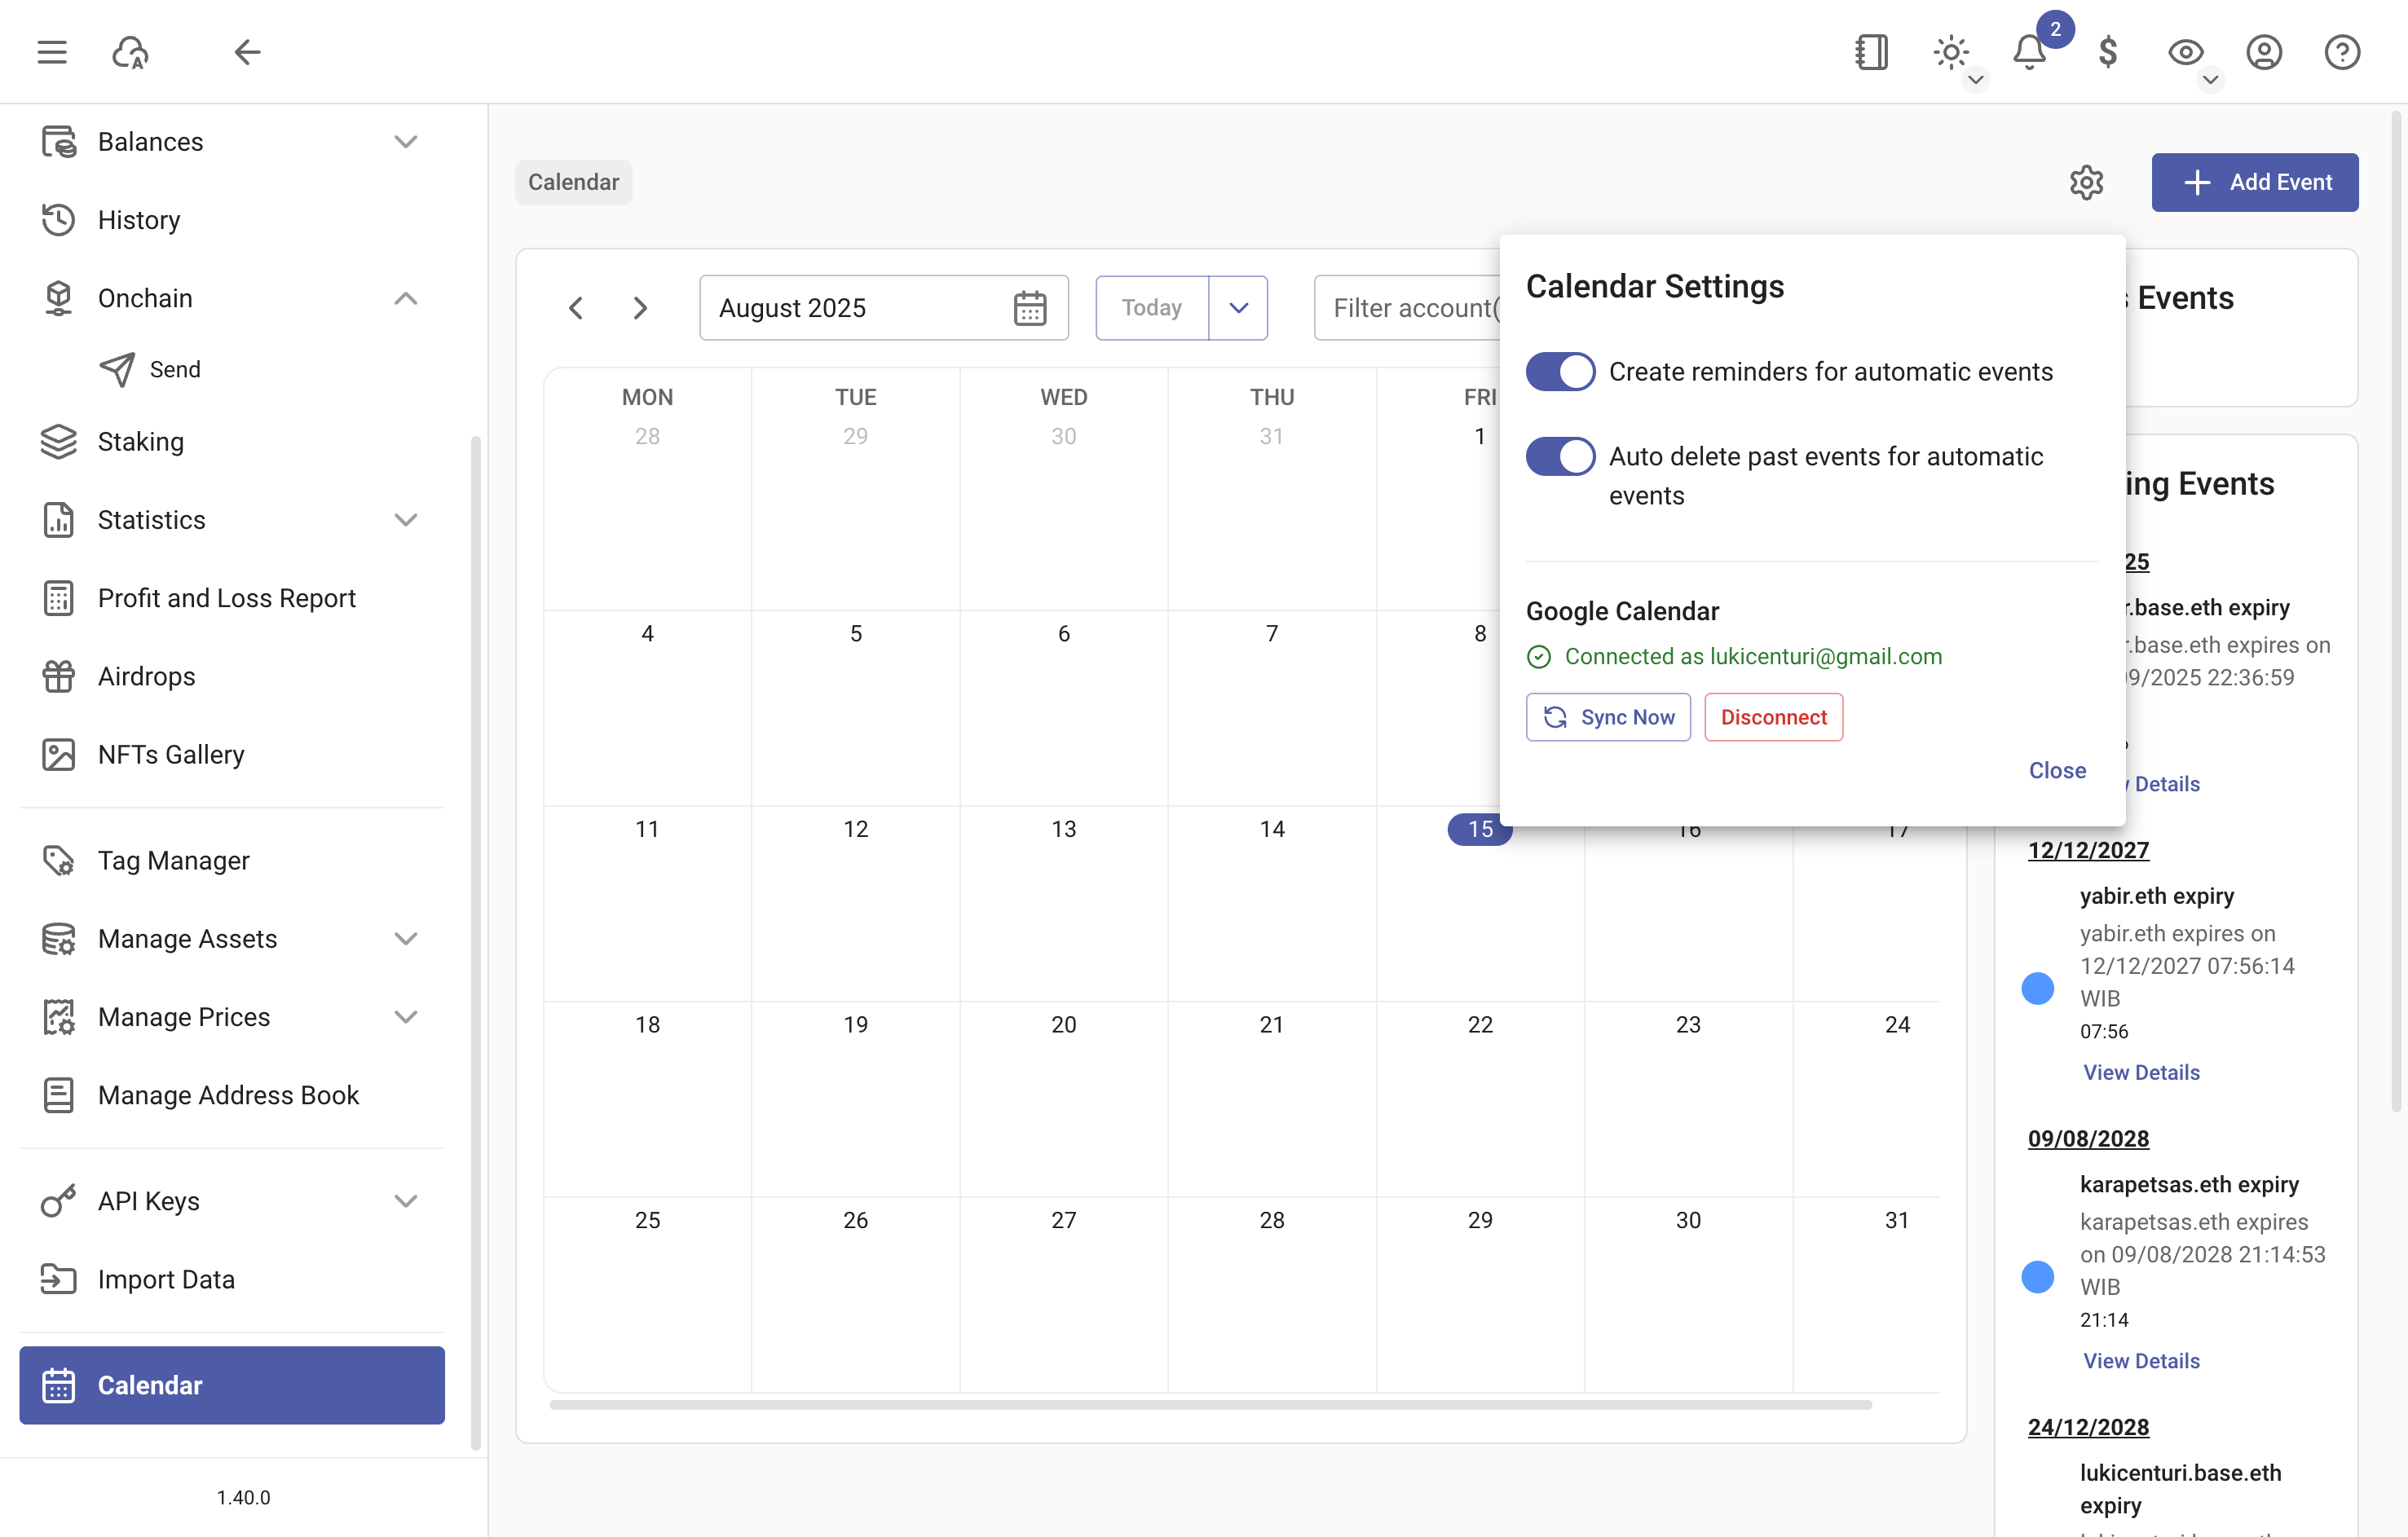 2
Balances
History
Onchain
Send
Staking
Statistics
Profit and Loss Report
Airdrops
NFTs Gallery
Tag Manager
Manage Assets
Manage Prices
Manage Address Book
API Keys
Import Data
Calendar
1.40.0
Calendar
Add Event
August 2025
Today
Filter account(
MON TUE WED THU FRI
28 29 30 31 1
4 5 6 7 8
11 12 13 14 15 16 17
18 19 20 21 22 23 24
25 26 27 28 29 30 31
Calendar Settings
Create reminders for automatic events
Auto delete past events for automatic
events
Google Calendar
Connected as lukicenturi@gmail.com
Sync Now
Disconnect
Close
Events
ing Events
25
r.base.eth expiry
r.base.eth expires on
9/2025 22:36:59
Details
12/12/2027
yabir.eth expiry
yabir.eth expires on
12/12/2027 07:56:14
WIB
07:56
View Details
09/08/2028
karapetsas.eth expiry
karapetsas.eth expires
on 09/08/2028 21:14:53
WIB
21:14
View Details
24/12/2028
lukicenturi.base.eth
expiry